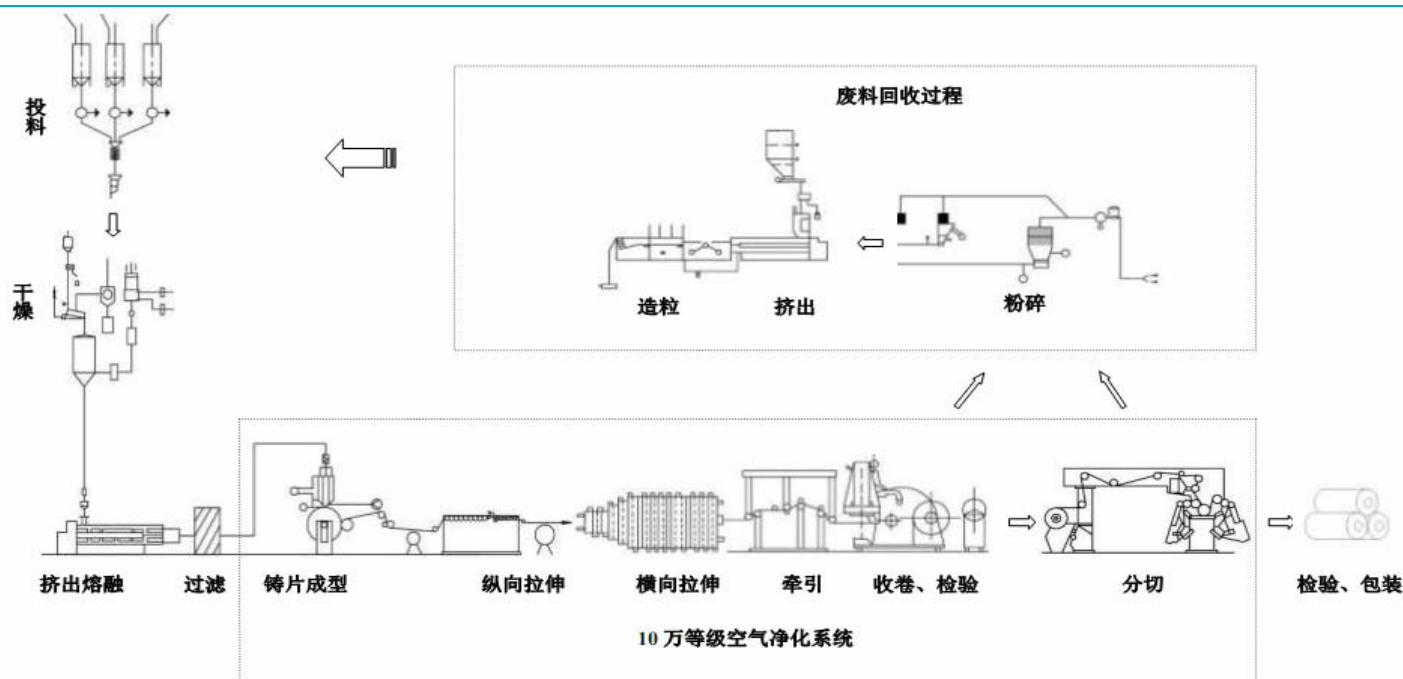 废料回收过程
投料
干燥
造粒
挤出
粉碎
挤出熔融
过滤
铸片成型
纵向拉伸
横向拉伸
牵引
收卷、检验
分切
检验、包装
10 万等级空气净化系统